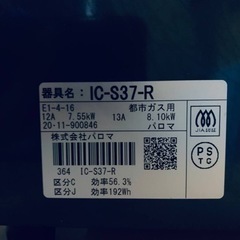 器具名： IC-S37-R
E1-4-16 都市ガス用
12A 7.55kW 13A 8.10kW
20-11-900846 パロマ
株式会社パロマ
364 IC-S37-R
区分C 効率56.3%
区分J 効率192Wh
PS
TC